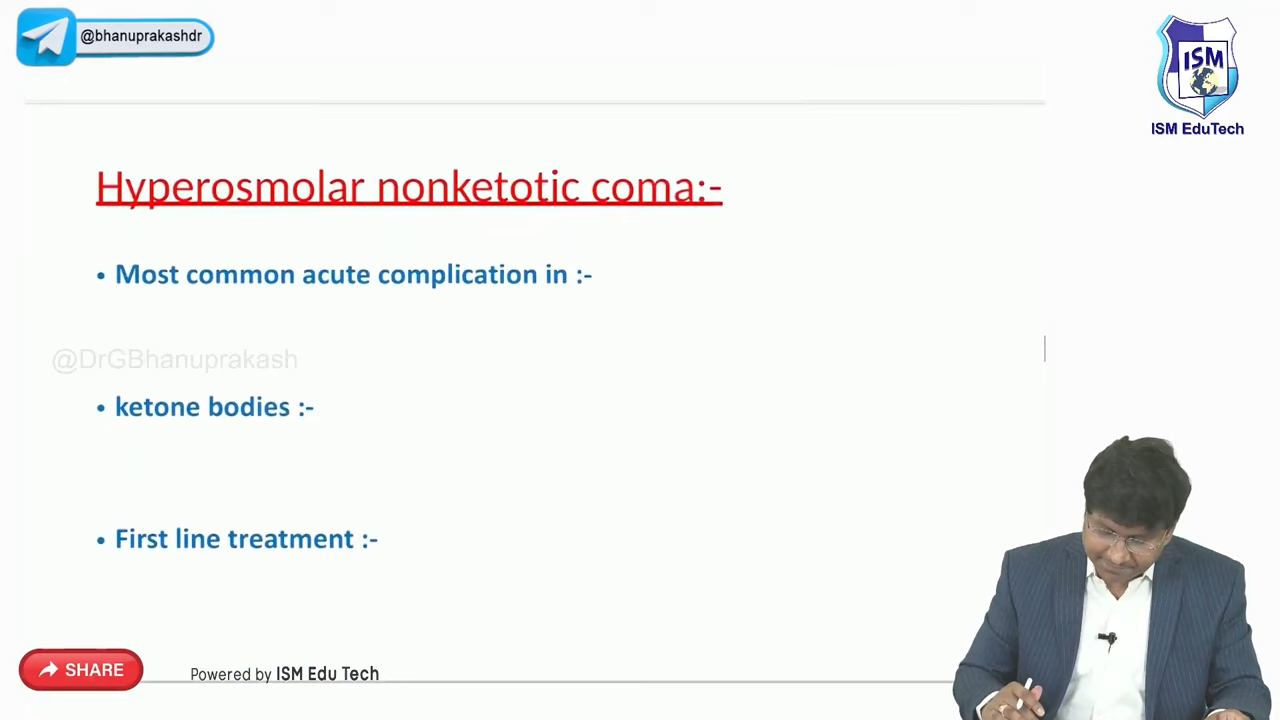 @bhanuprakashdr
ISM
ISM EduTech
Hyperosmolar nonketotic coma:-
• Most common acute complication in :-
@DrGBhanuprakash
• ketone bodies :-
• First line treatment :-
SHARE
Powered by ISM Edu Tech